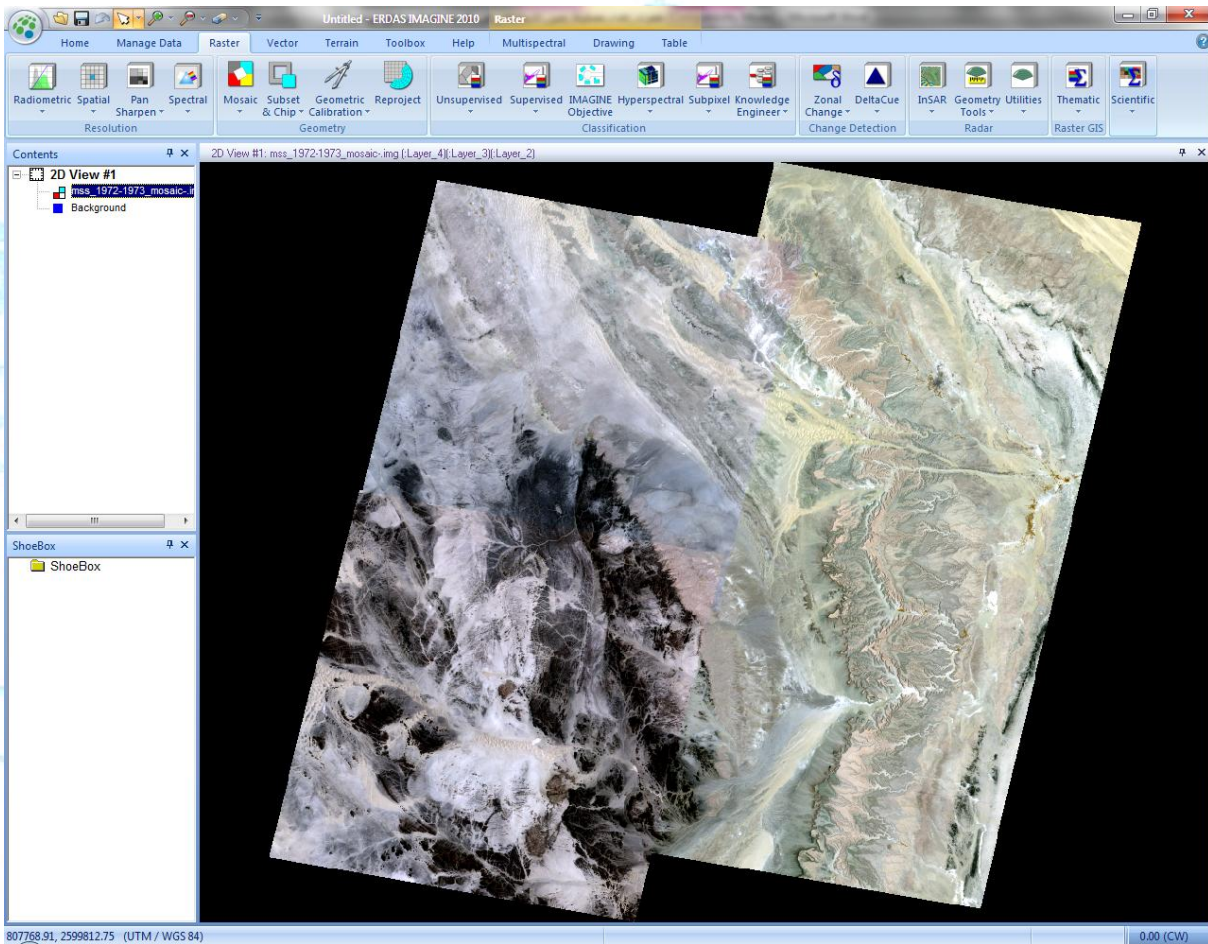 Untitled - ERDAS IMAGINE 2010 Raster
Home Manage Data Raster Vector Terrain Toolbox Help Multispectral Drawing Table
Radiometric Spatial Pan Sharpen Spectral Mosaic Subset & Chip Geometric Calibration Reproject Unsupervised Supervised IMAGINE Objective Hyperspectral Subpixel Knowledge Engineer Zonal Change DeltaCue InSAR Geometry Tools Utilities Thematic Scientific
Resolution Geometry Classification Change Detection Radar Raster GIS
Contents
2D View #1: mss_1972-1973_mosaic-.img (:Layer_4)(:Layer_3)(:Layer_2)
2D View #1
mss_1972-1973_mosaic-.ir
Background
ShoeBox
ShoeBox
807768.91, 2599812.75 (UTM / WGS 84) 0.00 (CW)